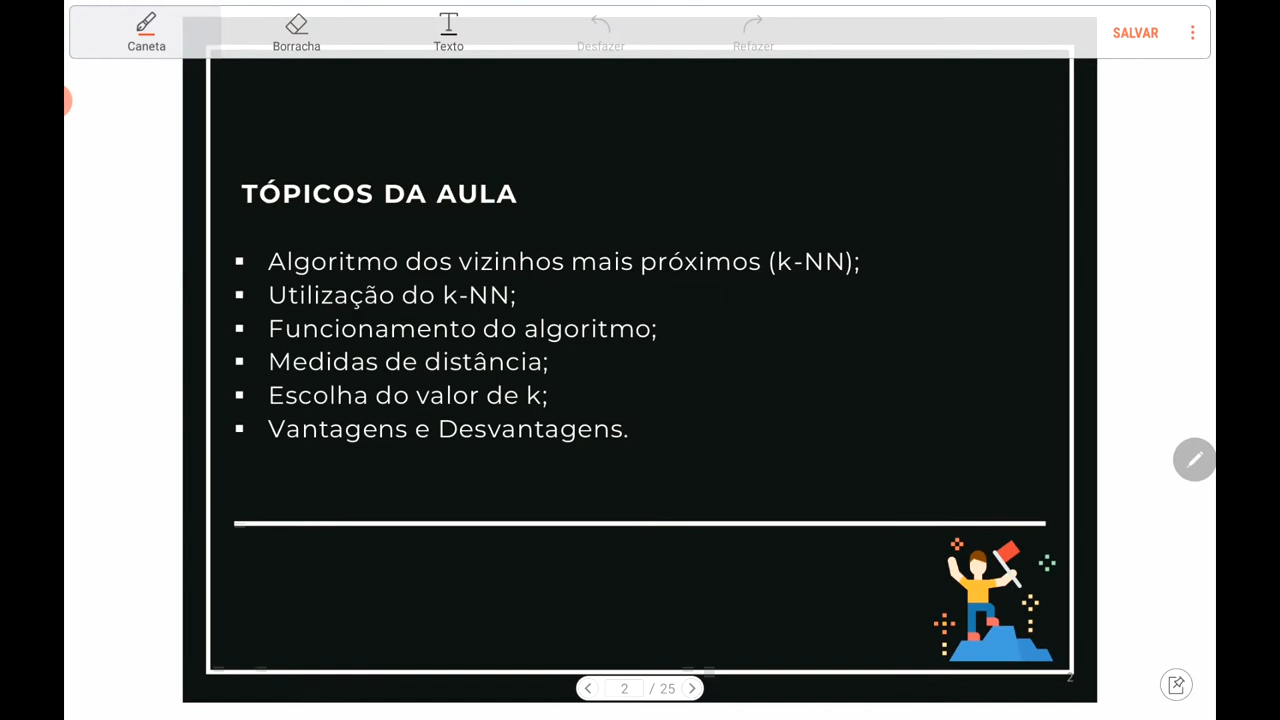 Caneta
Borracha
Texto
Desfazer
Refazer
SALVAR
TÓPICOS DA AULA
▪ Algoritmo dos vizinhos mais próximos (k-NN);
▪ Utilização do k-NN;
▪ Funcionamento do algoritmo;
▪ Medidas de distância;
▪ Escolha do valor de k;
▪ Vantagens e Desvantagens.
2
2 / 25